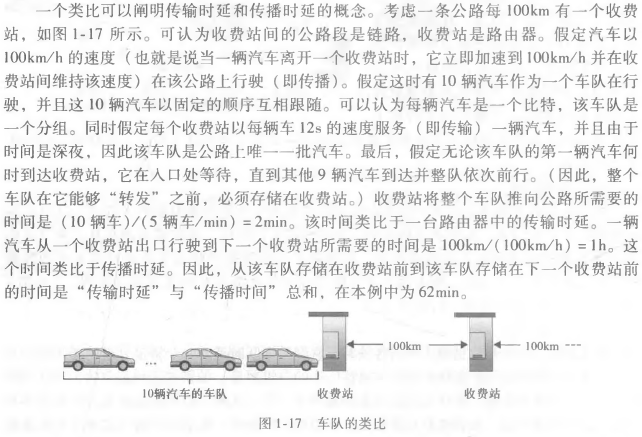 一个类比可以阐明传输时延和传播时延的概念。考虑一条公路每 100km 有一个收费
站，如图1-17 所示。可认为收费站间的公路段是链路，收费站是路由器。假定汽车以
100km/h 的速度（也就是说当一辆汽车离开一个收费站时，它立即加速到100km/h 并在收
费站间维持该速度）在该公路上行驶（即传播）。假定这时有 10 辆汽车作为一个车队在行
驶，并且这 10 辆汽车以固定的顺序互相跟随。可以认为每辆汽车是一个比特，该车队是
一个分组。同时假定每个收费站以每辆车 12s 的速度服务（即传输）一辆汽车，并且由于
时间是深夜，因此该车队是公路上唯一一批汽车。最后，假定无论该车队的第一辆汽车何
时到达收费站，它在入口处等待，直到其他 9 辆汽车到达并整队依次前行。（因此，整个
车队在它能够“转发”之前，必须存储在收费站。）收费站将整个车队推向公路所需要的
时间是（10 辆车）/（5 辆车/min）= 2min。该时间类比于一台路由器中的传输时延。一辆
汽车从一个收费站出口行驶到下一个收费站所需要的时间是 100km/（100km/h）= 1h。这
个时间类比于传播时延。因此，从该车队存储在收费站前到该车队存储在下一个收费站前
的时间是“传输时延”与“传播时间”总和，在本例中为62min。
100km
100km
10辆汽车的车队
收费站
收费站
图 1-17 车队的类比